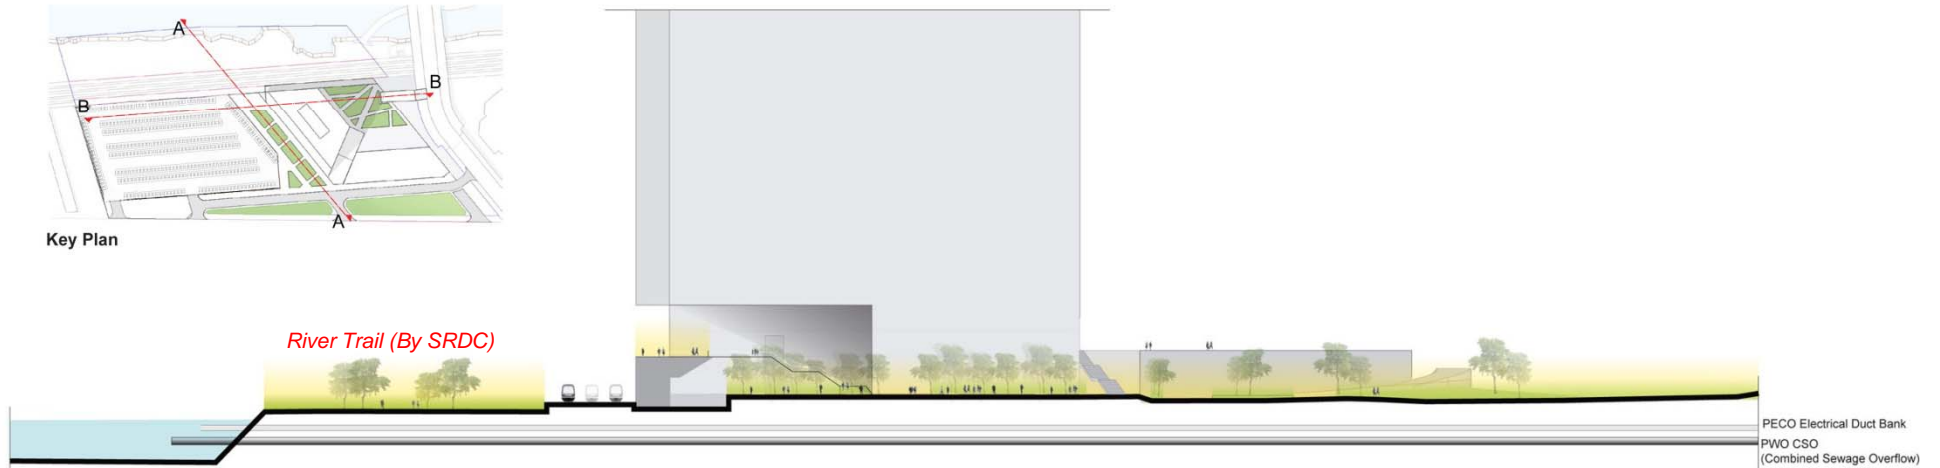 A
B
B
A
Key Plan
River Trail (By SRDC)
PECO Electrical Duct Bank
PWO CSO
(Combined Sewage Overflow)